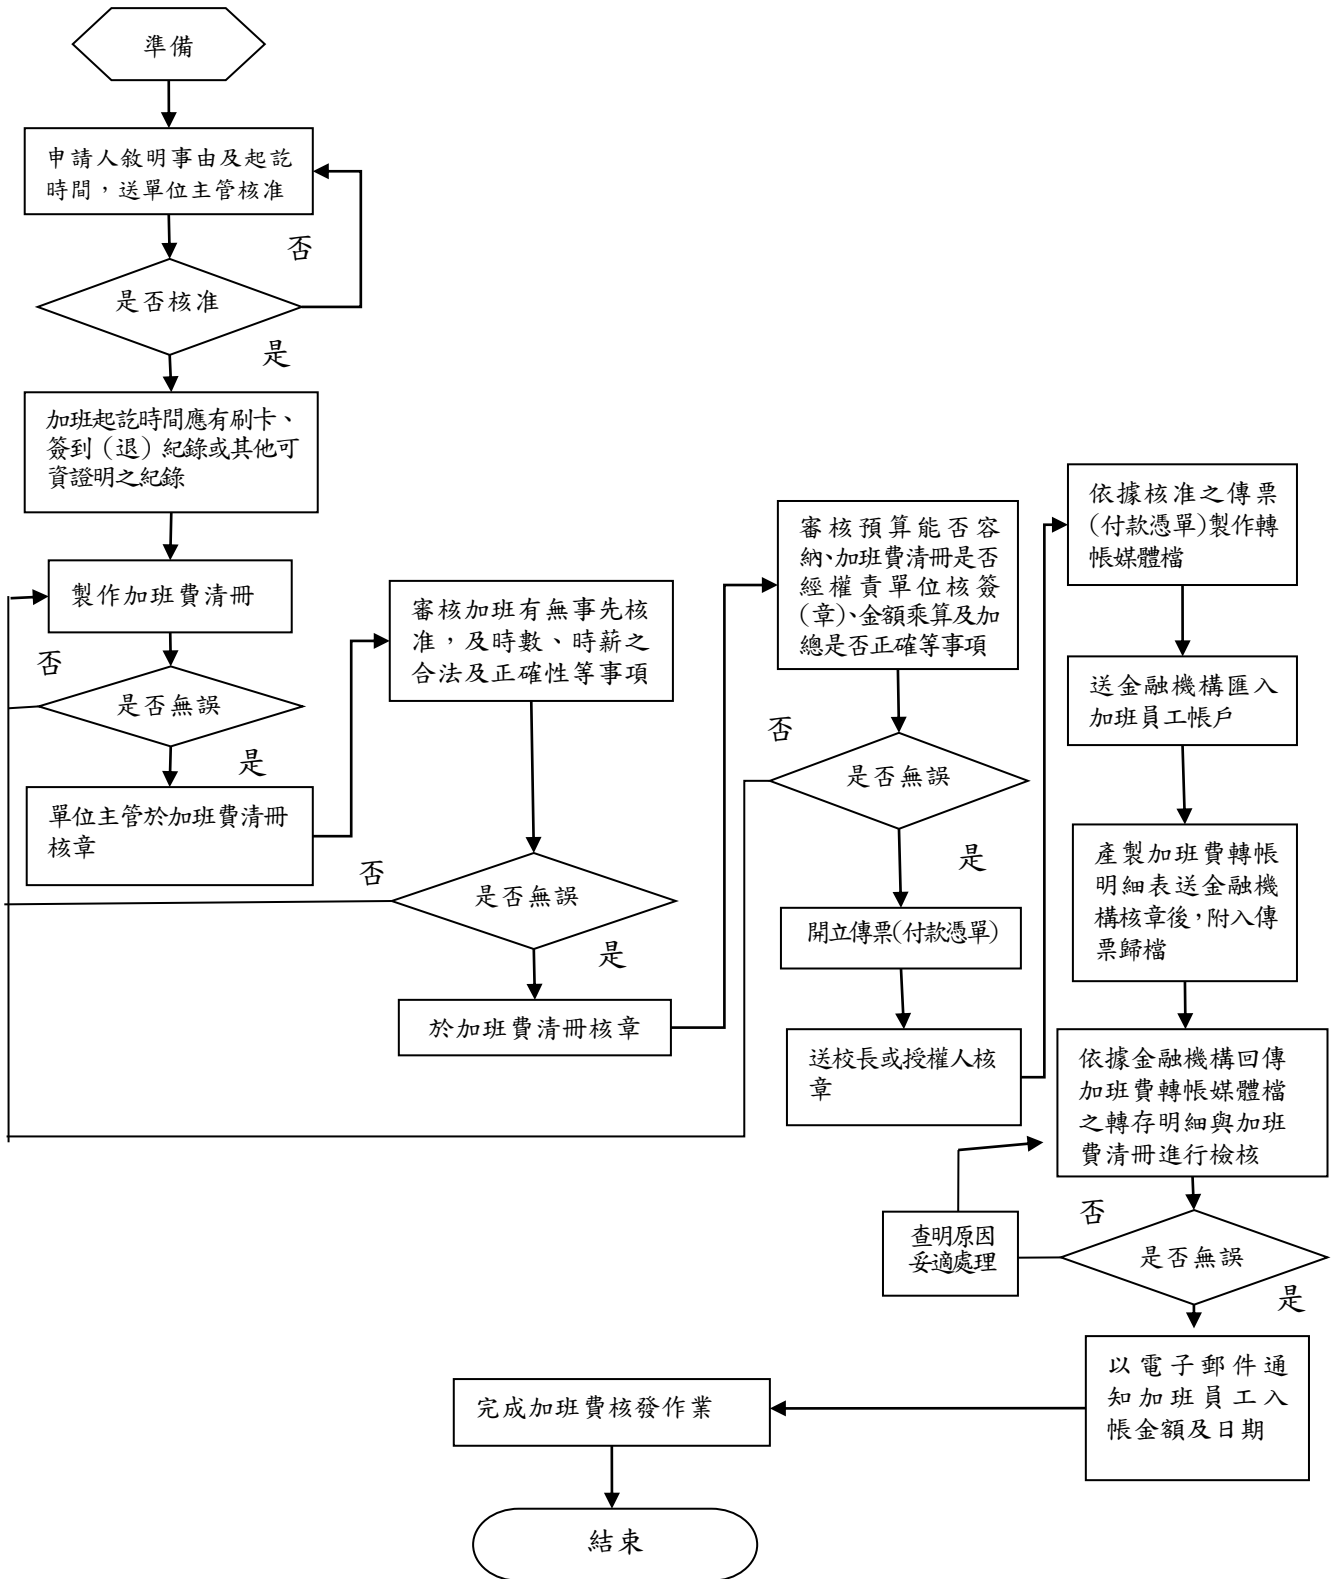 準備
申請人敘明事由及起訖
時間，送單位主管核准
否
是否核准
是
加班起訖時間應有刷卡、
簽到（退）紀錄或其他可
資證明之紀錄
製作加班費清冊
否
是否無誤
是
單位主管於加班費清冊
核章
審核加班有無事先核
准，及時數、時薪之
合法及正確性等事項
否
是否無誤
是
於加班費清冊核章
審核預算能否容
納、加班費清冊是否
經權責單位核簽
(章)、金額乘算及加
總是否正確等事項
否
是否無誤
是
開立傳票(付款憑單)
送校長或授權人核
章
依據核准之傳票
(付款憑單)製作轉
帳媒體檔
送金融機構匯入
加班員工帳戶
產製加班費轉帳
明細表送金融機
構核章後，附入傳
票歸檔
依據金融機構回傳
加班費轉帳媒體檔
之轉存明細與加班
費清冊進行檢核
否
查明原因
妥適處理
是否無誤
是
以電子郵件通
知加班員工入
帳金額及日期
完成加班費核發作業
結束